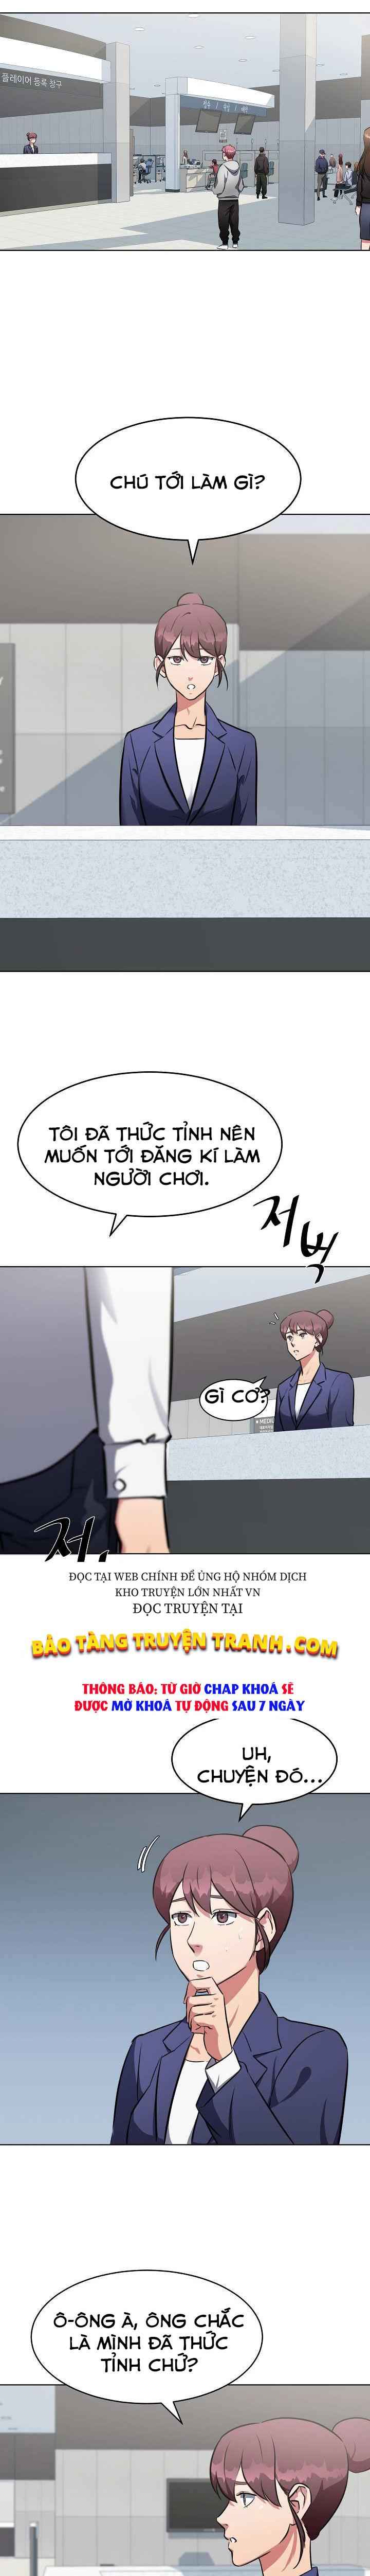 플레이어 등록 창구
CHÚ TỚI LÀM GÌ?
TÔI ĐÃ THỨC TỈNH NÊN
MUỐN TỚI ĐĂNG KÍ LÀM
NGƯỜI CHƠI.
저벅
GÌ CƠ?
저
ĐỌC TẠI WEB CHÍNH ĐỂ ỦNG HỘ NHÓM DỊCH
KHO TRUYỆN LỚN NHẤT VN
ĐỌC TRUYỆN TẠI
BẢO TÀNG TRUYỆN TRANH.COM
THÔNG BÁO: TỪ GIỜ CHAP KHOÁ SẼ
ĐƯỢC MỞ KHOÁ TỰ ĐỘNG SAU 7 NGÀY
UH,
CHUYỆN ĐÓ...
Ô-ÔNG À, ÔNG CHẮC
LÀ MÌNH ĐÃ THỨC
TỈNH CHỨ?